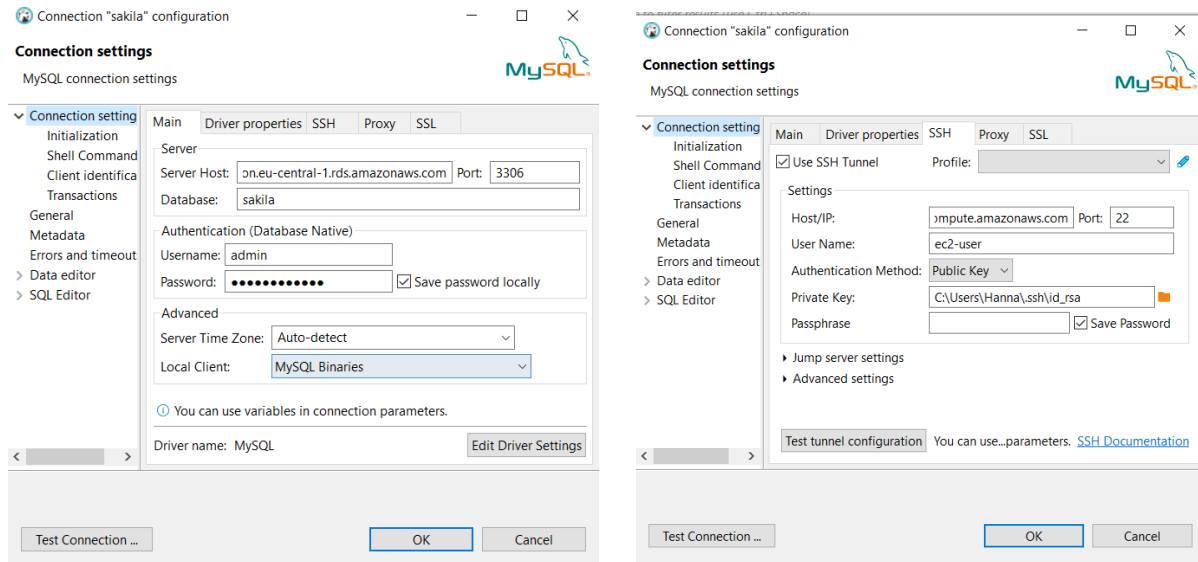 Connection "sakila" configuration
Connection settings
MySQL connection settings
MySQL
Connection setting
Initialization
Shell Command
Client identifica
Transactions
General
Metadata
Errors and timeout
Data editor
SQL Editor
Main Driver properties SSH Proxy SSL
Server
Server Host: on.eu-central-1.rds.amazonaws.com Port: 3306
Database: sakila
Authentication (Database Native)
Username: admin
Password: ●●●●●●●●●●●● Save password locally
Advanced
Server Time Zone: Auto-detect
Local Client: MySQL Binaries
You can use variables in connection parameters.
Driver name: MySQL Edit Driver Settings
Test Connection ... OK Cancel
Connection "sakila" configuration
Connection settings
MySQL connection settings
MySQL
Connection setting
Initialization
Shell Command
Client identifica
Transactions
General
Metadata
Errors and timeout
Data editor
SQL Editor
Main Driver properties SSH Proxy SSL
Use SSH Tunnel Profile:
Settings
Host/IP: ompute.amazonaws.com Port: 22
User Name: ec2-user
Authentication Method: Public Key
Private Key: C:\Users\Hanna\.ssh\id_rsa
Passphrase Save Password
Jump server settings
Advanced settings
Test tunnel configuration You can use...parameters. SSH Documentation
Test Connection ... OK Cancel